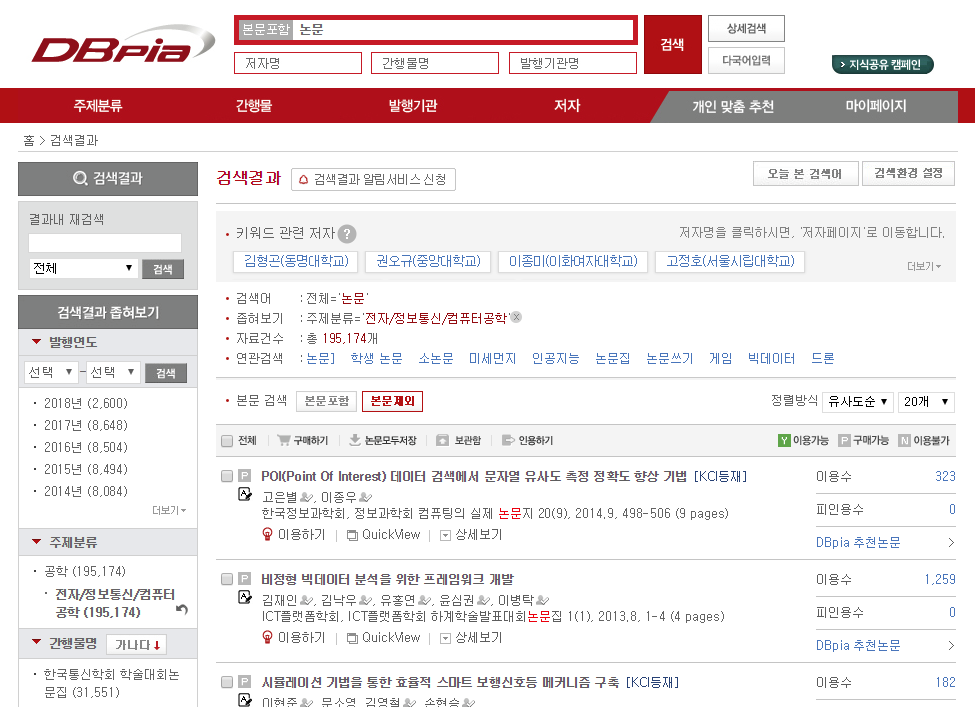 DBpia
본문포함 논문
검색
상세검색
저자명 간행물명 발행기관명
다국어입력
> 지식공유 캠페인
주제분류 간행물 발행기관 저자 개인 맞춤 추천 마이페이지
홈 > 검색결과
검색결과
결과내 재검색
전체 ▼ 검색
검색결과 좁혀보기
▼ 발행연도
선택 ▼ - 선택 ▼ 검색
· 2018년 (2,600)
· 2017년 (8,648)
· 2016년 (8,504)
· 2015년 (8,494)
· 2014년 (8,084)
더보기▾
▼ 주제분류
· 공학 (195,174)
· 전자/정보통신/컴퓨터
공학 (195,174)
▼ 간행물명 가나다↓
· 한국통신학회 학술대회논
문집 (31,551)
검색결과 검색결과 알림서비스 신청 오늘 본 검색어 검색환경 설정
• 키워드 관련 저자 ? 저자명을 클릭하시면, '저자페이지'로 이동합니다.
김형곤(동명대학교) 권오규(중앙대학교) 이종미(이화여자대학교) 고정호(서울시립대학교) 더보기▾
• 검색어 : 전체='논문'
• 좁혀보기 : 주제분류='전자/정보통신/컴퓨터공학'
• 자료건수 : 총 195,174개
• 연관검색 : 논문] 학생 논문 소논문 미세먼지 인공지능 논문집 논문쓰기 게임 빅데이터 드론
• 본문 검색 본문포함 본문제외 정렬방식 유사도순 ▼ 20개 ▼
전체 구매하기 논문모두저장 보관함 인용하기 Y 이용가능 P 구매가능 N 이용불가
P POI(Point Of Interest) 데이터 검색에서 문자열 유사도 측정 정확도 향상 기법 [KCI등재] 이용수 323
고은별, 이종우
한국정보과학회, 정보과학회 컴퓨팅의 실제 논문지 20(9), 2014.9, 498-506 (9 pages) 피인용수 0
이용하기 | QuickView | 상세보기 DBpia 추천논문 >
P 비정형 빅데이터 분석을 위한 프레임워크 개발 이용수 1,259
김재인, 김낙우, 유홍연, 윤심권, 이병탁
ICT플랫폼학회, ICT플랫폼학회 하계학술발표대회논문집 1(1), 2013.8, 1-4 (4 pages) 피인용수 0
이용하기 | QuickView | 상세보기 DBpia 추천논문 >
P 시뮬레이션 기법을 통한 효율적 스마트 보행신호등 메커니즘 구축 [KCI등재] 이용수 182
이현준, 문소영, 김영철, 손현승